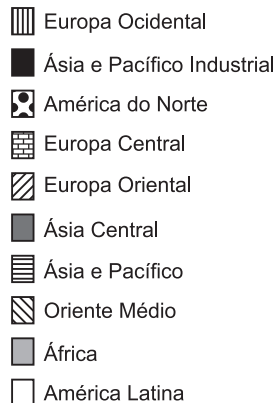 Europa Ocidental
Ásia e Pacífico Industrial
América do Norte
Europa Central
Europa Oriental
Ásia Central
Ásia e Pacífico
Oriente Médio
África
América Latina